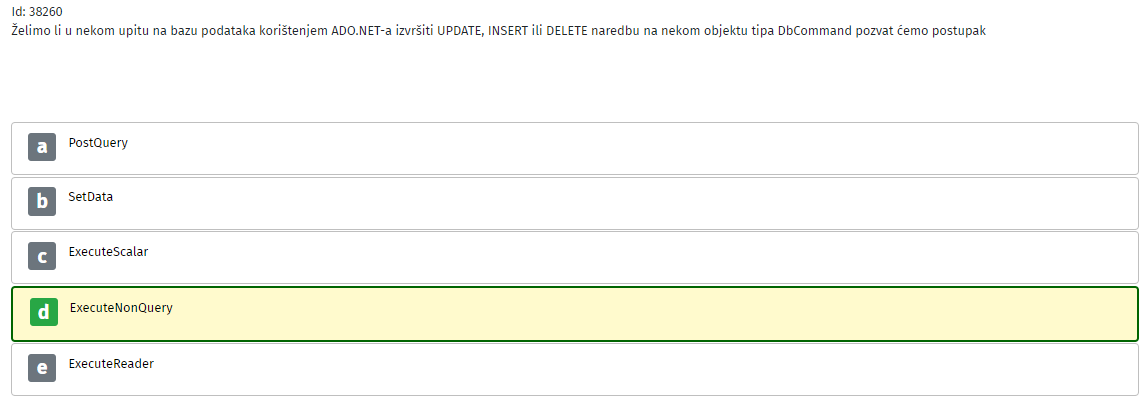 Id: 38260
Želimo li u nekom upitu na bazu podataka korištenjem ADO.NET-a izvršiti UPDATE, INSERT ili DELETE naredbu na nekom objektu tipa DbCommand pozvat ćemo postupak
a PostQuery
b SetData
c ExecuteScalar
d ExecuteNonQuery
e ExecuteReader